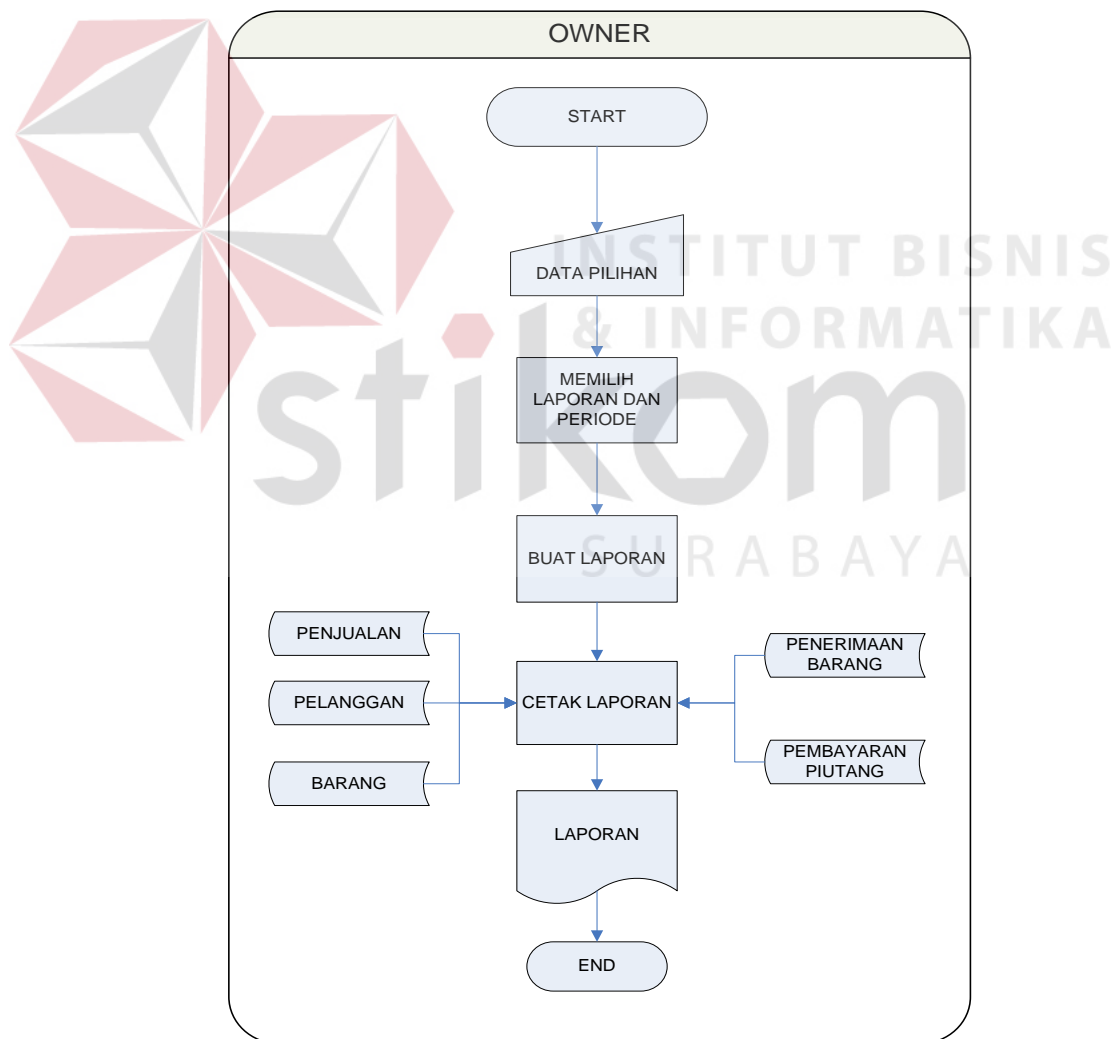 OWNER
START
DATA PILIHAN
INSTITUT BISNIS
& INFORMATIKA
MEMILIH
LAPORAN DAN
PERIODE
stikom
BUAT LAPORAN
SURABAYA
PENJUALAN
PELANGGAN
BARANG
CETAK LAPORAN
PENERIMAAN
BARANG
PEMBAYARAN
PIUTANG
LAPORAN
END